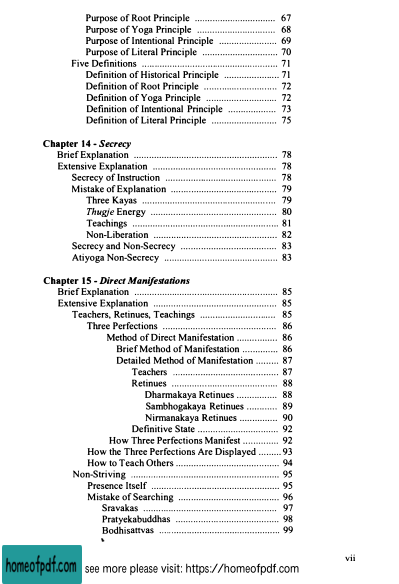 Purpose of Root Principle ............................. 67
Purpose of Yoga Principle ............................ 68
Purpose of Intentional Principle ..................... 69
Purpose of Literal Principle ........................... 70
Five Definitions ................................................. 71
Definition of Historical Principle ...................... 71
Definition of Root Principle .......................... 72
Definition of Yoga Principle ......................... 72
Definition of Intentional Principle ................. 73
Definition of Literal Principle ....................... 75
Chapter 14 - Secrecy
Brief Explanation .................................................... 78
Extensive Explanation ............................................. 78
Secrecy of Instruction ........................................ 78
Mistake of Explanation ...................................... 79
Three Kayas ................................................ 79
Thugje Energy ............................................. 80
Teachings .................................................... 81
Non-Liberation ............................................ 82
Secrecy and Non-Secrecy .................................. 83
Atiyoga Non-Secrecy ......................................... 83
Chapter 15 - Direct Manifestations
Brief Explanation .................................................... 85
Extensive Explanation ............................................. 85
Teachers, Retinues, Teachings ........................... 85
Three Perfections ......................................... 86
Method of Direct Manifestation ............... 86
Brief Method of Manifestation ............. 86
Detailed Method of Manifestation ......... 87
Teachers ...................................... 87
Retinues ....................................... 88
Dharmakaya Retinues ............... 88
Sambhogakaya Retinues ........... 89
Nirmanakaya Retinues .............. 90
Definitive State ............................. 92
How Three Perfections Manifest ............. 92
How the Three Perfections Are Displayed ......... 93
How to Teach Others ..................................... 94
Non-Striving ..................................................... 95
Presence Itself .............................................. 95
Mistake of Searching .................................... 96
Sravakas ................................................ 97
Pratyekabuddhas .................................... 98
Bodhisattvas .......................................... 99
vii
homeofpdf.com
see more please visit: https://homeofpdf.com